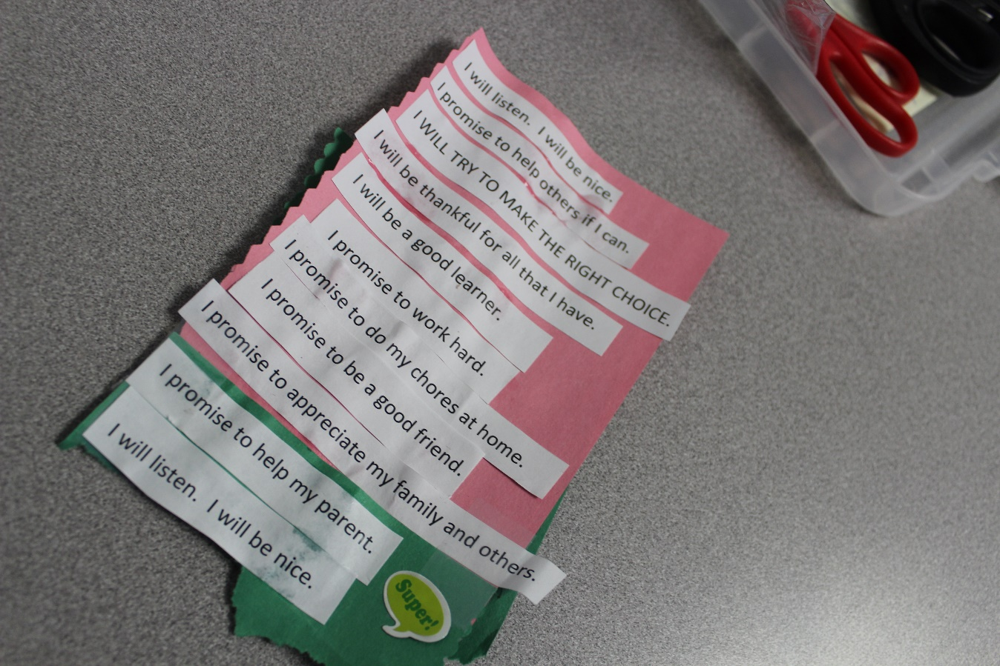 I will listen.  I will be nice.
I promise to help others if I can.
I WILL TRY TO MAKE THE RIGHT CHOICE.
I will be thankful for all that I have.
I will be a good learner.
I promise to work hard.
I promise to do my chores at home.
I promise to be a good friend.
I promise to appreciate my family and others.
I promise to help my parent.
I will listen.  I will be nice.
Super!